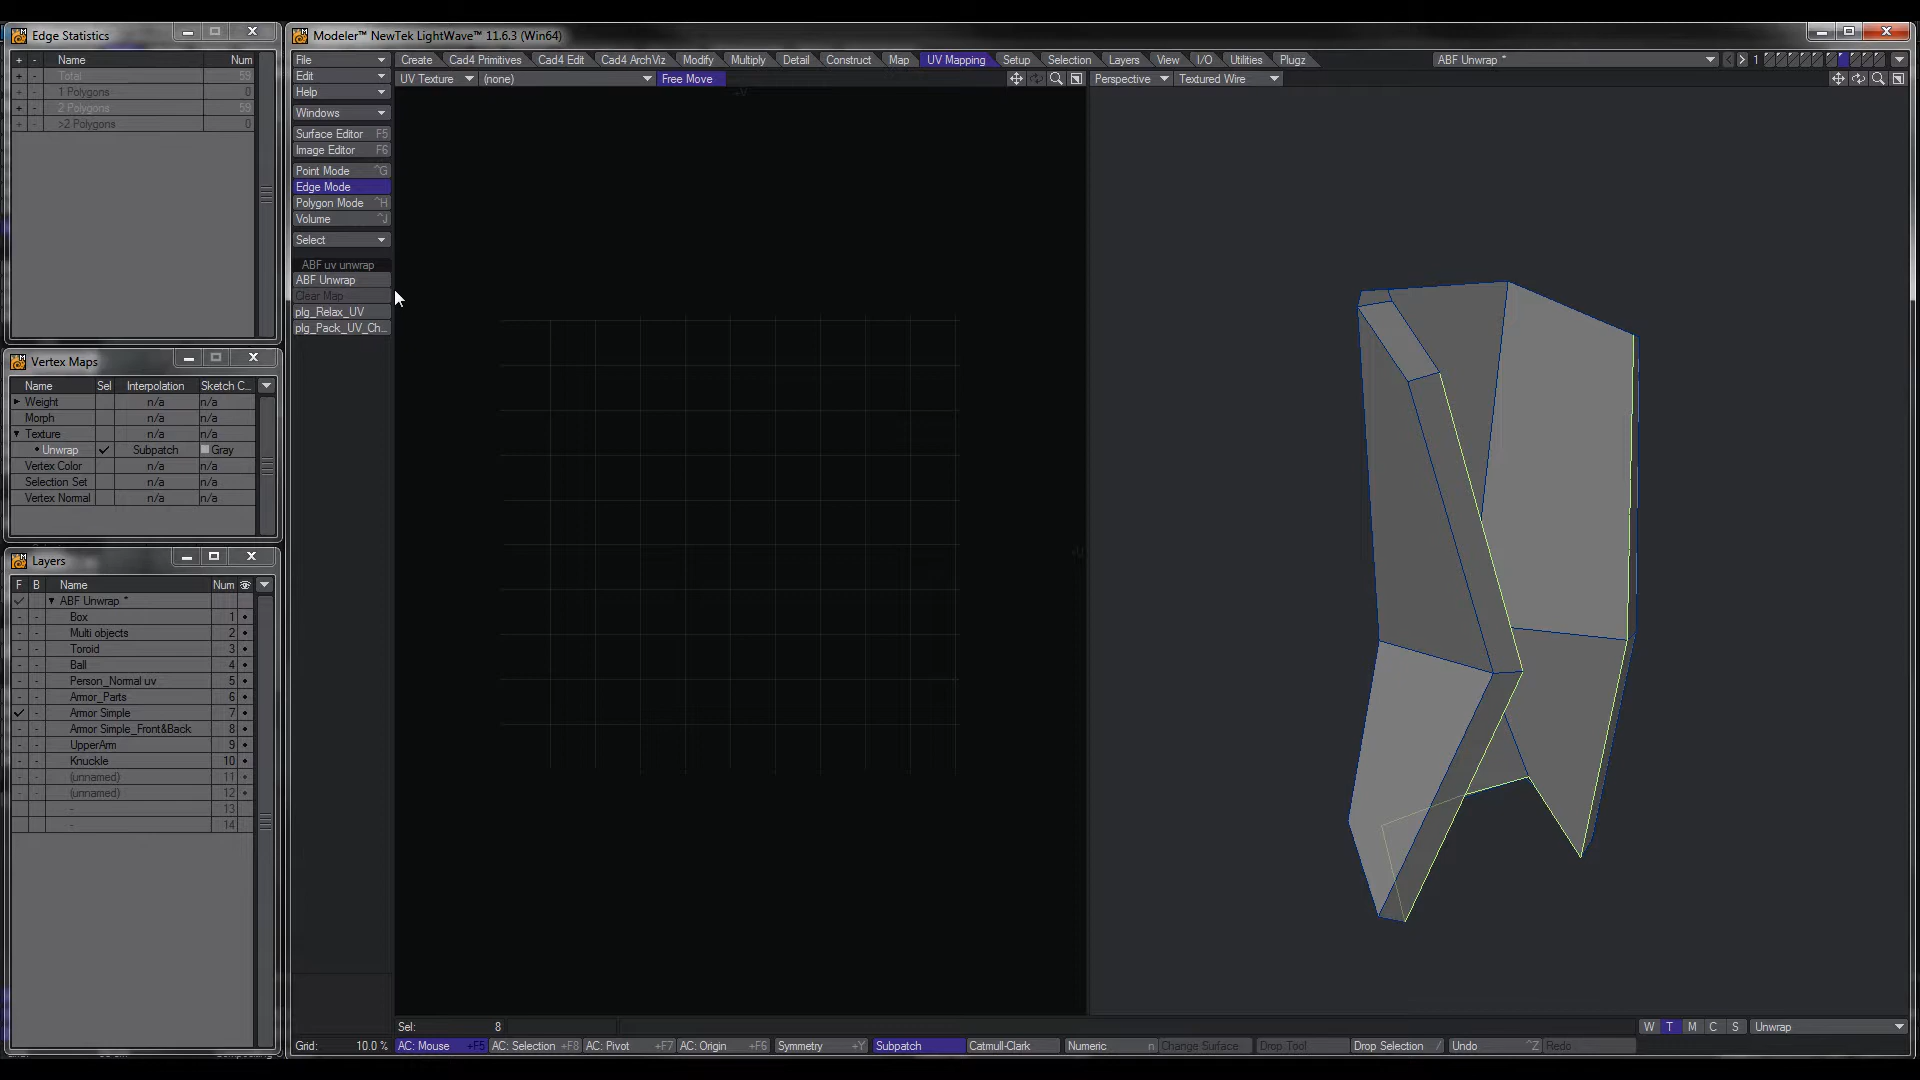 Edge Statistics
+ - Name Num
+ - Total 59
+ - 1 Polygons 0
+ - 2 Polygons 59
+ - >2 Polygons 0
Vertex Maps
Name Sel Interpolation Sketch C...
Weight n/a n/a
Morph n/a n/a
Texture n/a n/a
Unwrap Subpatch Gray
Vertex Color n/a n/a
Selection Set n/a n/a
Vertex Normal n/a n/a
Layers
F B Name Num
ABF Unwrap *
- - Box 1
- - Multi objects 2
- - Toroid 3
- - Ball 4
- - Person_Normal uv 5
- - Armor_Parts 6
- Armor Simple 7
- - Armor Simple_Front&Back 8
- - UpperArm 9
- - Knuckle 10
- - (unnamed) 11
- - (unnamed) 12
- 13
- 14
Modeler™ NewTek LightWave™ 11.6.3 (Win64)
File
Edit
Help
Windows
Surface Editor F5
Image Editor F6
Point Mode ^G
Edge Mode
Polygon Mode ^H
Volume ^J
Select
ABF uv unwrap
ABF Unwrap
Clear Map
plg_Relax_UV
plg_Pack_UV_Ch...
Create Cad4 Primitives Cad4 Edit Cad4 ArchViz Modify Multiply Detail Construct Map UV Mapping Setup Selection Layers View I/O Utilities Plugz
ABF Unwrap *
UV Texture (none) Free Move
Perspective Textured Wire
Sel: 8
W T M C S Unwrap
Grid: 10.0 % AC: Mouse +F5 AC: Selection +F8 AC: Pivot +F7 AC: Origin +F6 Symmetry +Y Subpatch Catmull-Clark Numeric n Change Surface Drop Tool Drop Selection / Undo ^Z Redo